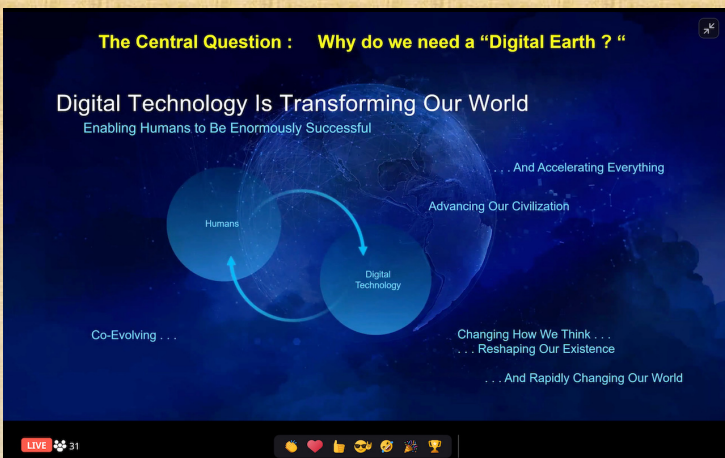 The Central Question :    Why do we need a “Digital Earth ? “
Digital Technology Is Transforming Our World
Enabling Humans to Be Enormously Successful
. . . And Accelerating Everything
Advancing Our Civilization
Humans
Digital
Technology
Co-Evolving . . .
Changing How We Think . . .
. . . Reshaping Our Existence
. . . And Rapidly Changing Our World
LIVE 31